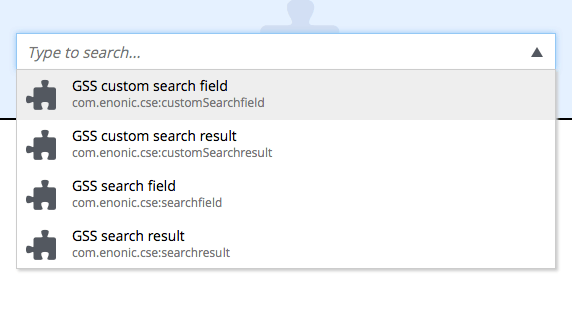 Type to search...
GSS custom search field
com.enonic.cse:customSearchfield
GSS custom search result
com.enonic.cse:customSearchresult
GSS search field
com.enonic.cse:searchfield
GSS search result
com.enonic.cse:searchresult